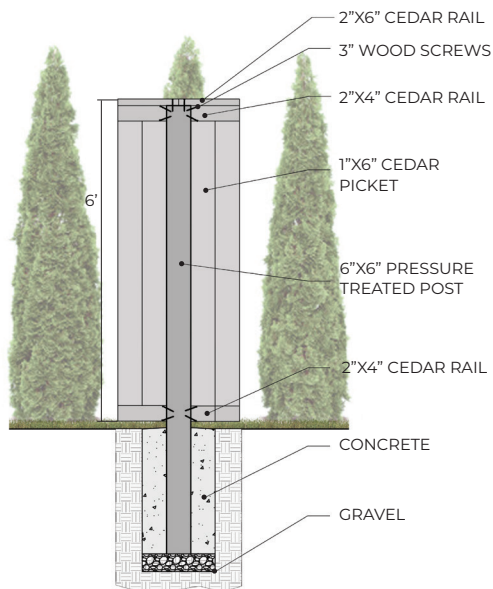 2”X6” CEDAR RAIL
3” WOOD SCREWS
2”X4” CEDAR RAIL
1”X6” CEDAR
PICKET
6’
6”X6” PRESSURE
TREATED POST
2”X4” CEDAR RAIL
CONCRETE
GRAVEL